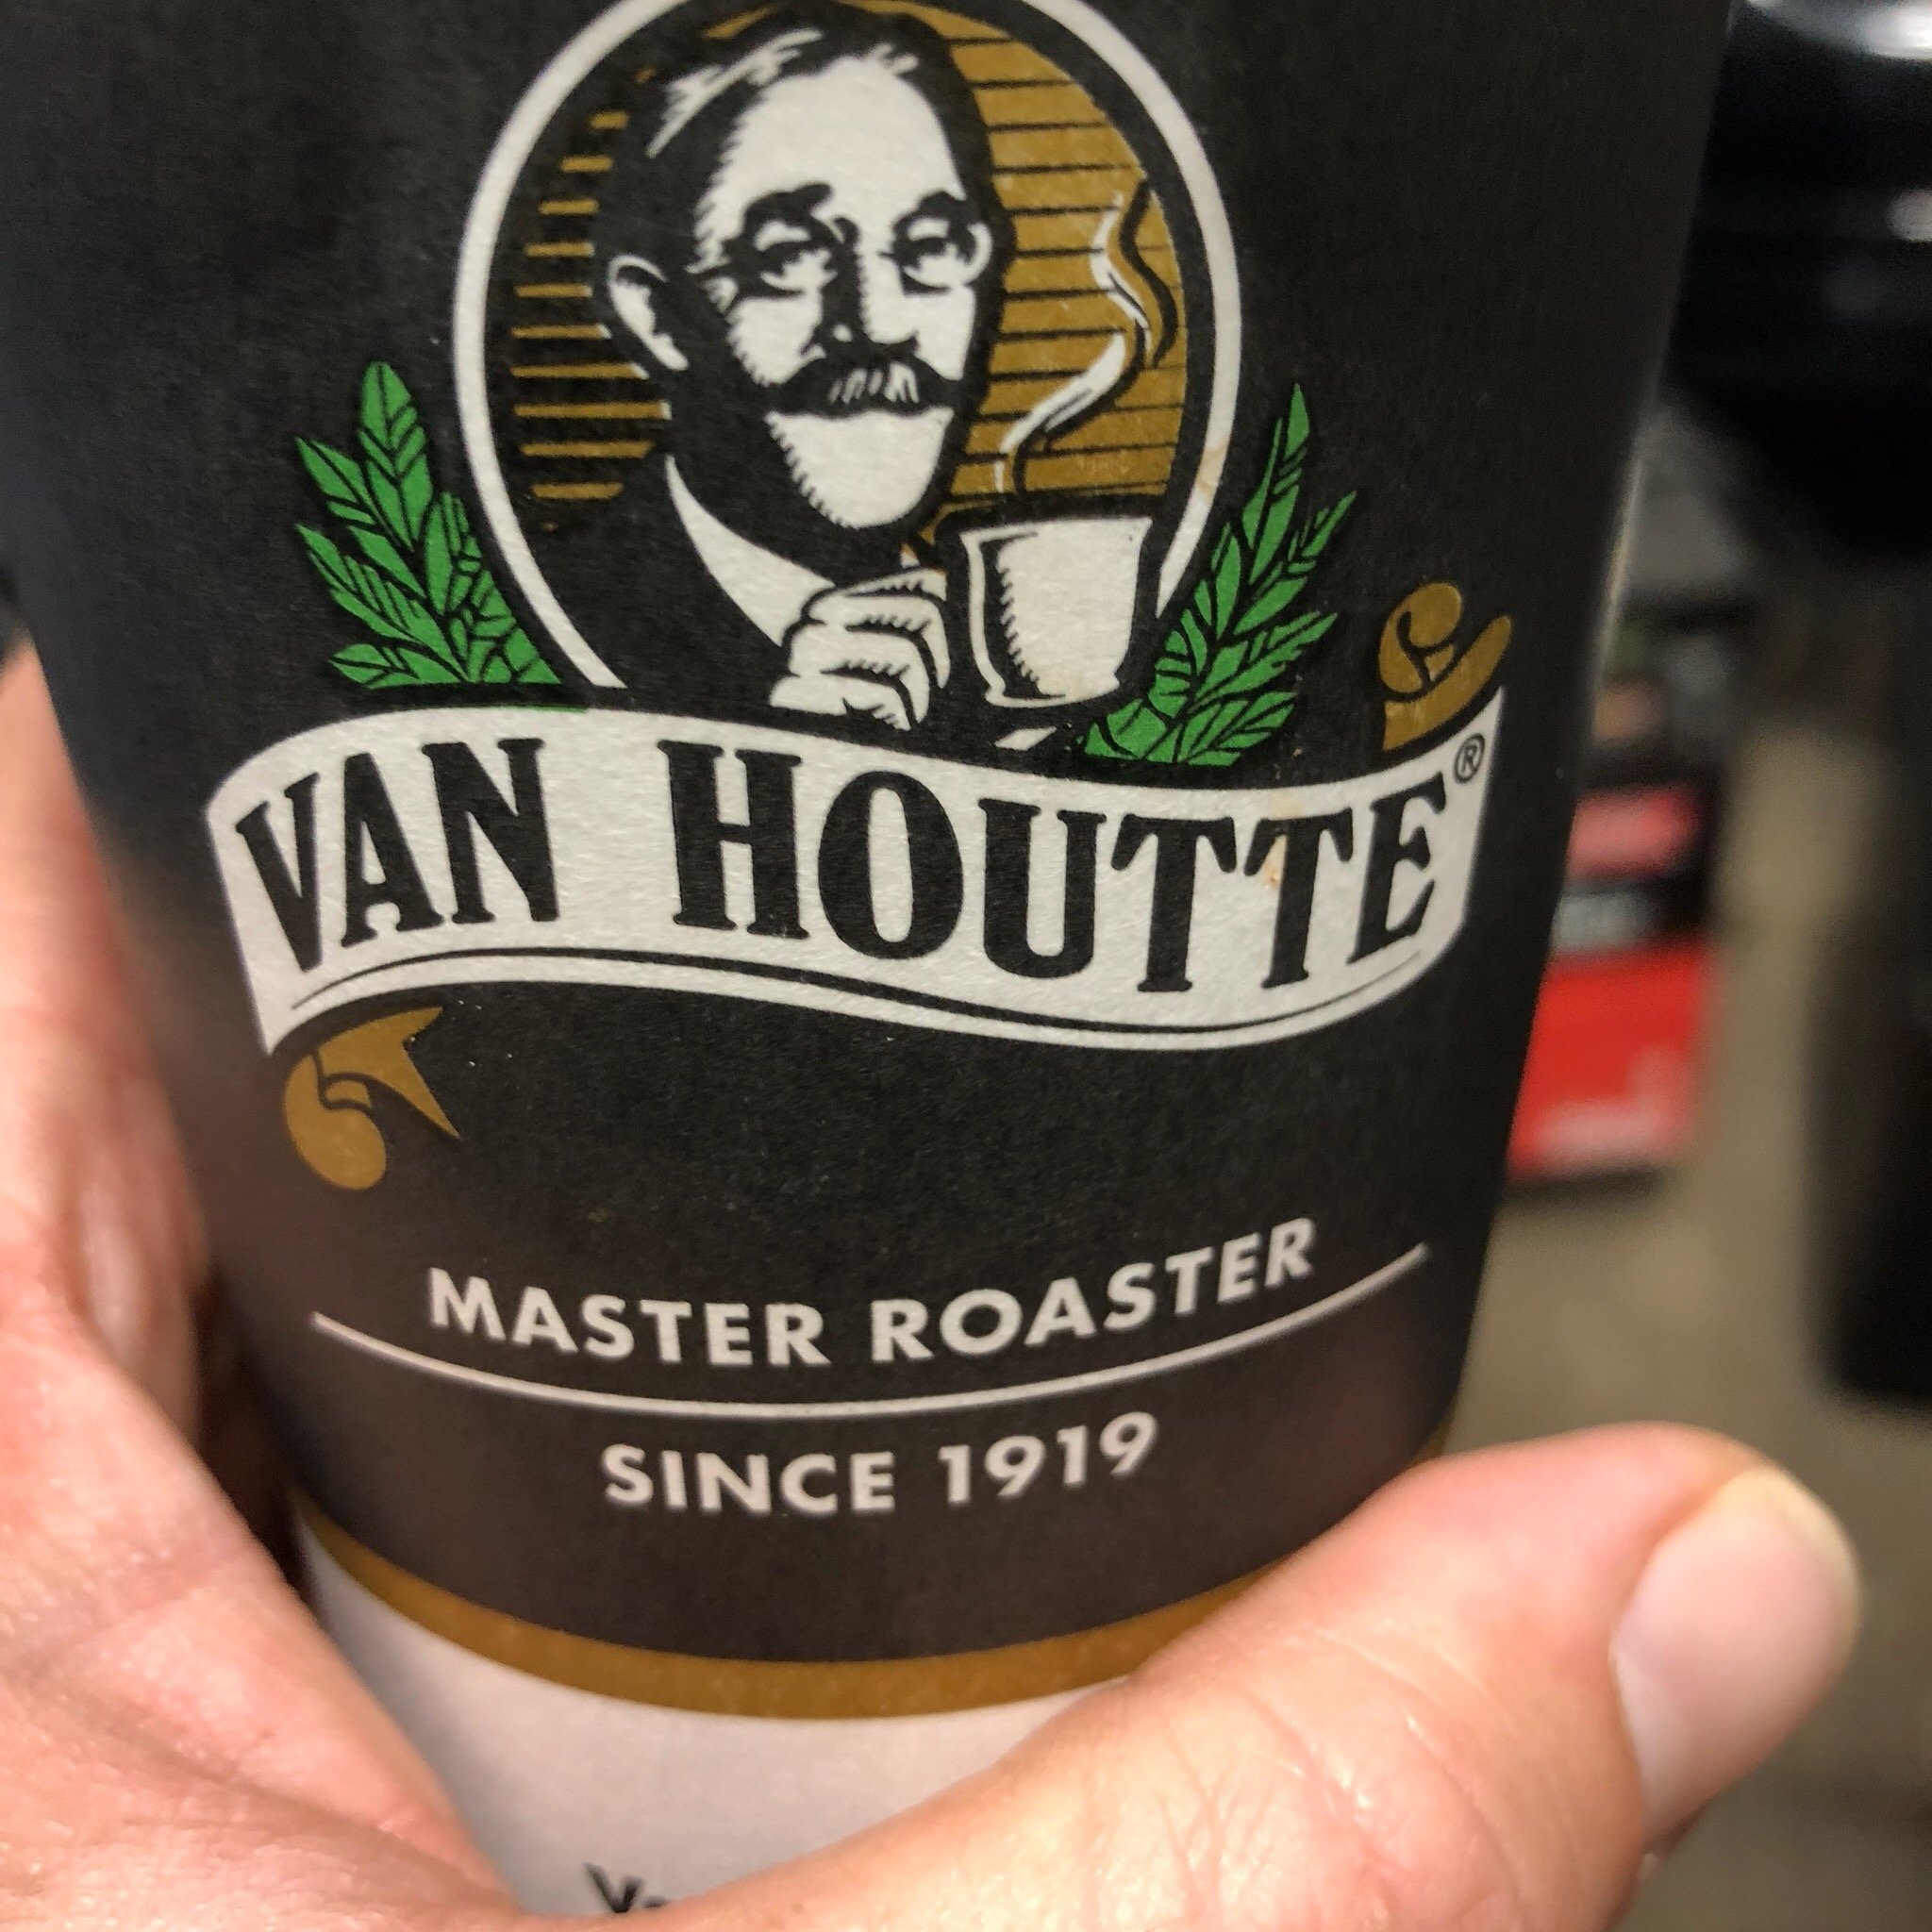 VAN HOUTTE®
MASTER ROASTER
SINCE 1919